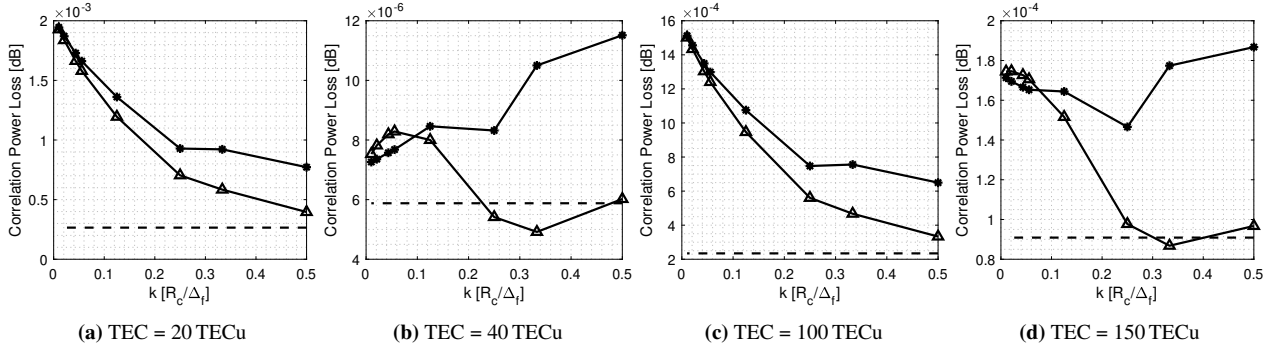 ×10⁻³
2
1.5
1
0.5
0
Correlation Power Loss [dB]
0 0.1 0.2 0.3 0.4 0.5
k [R_c/Δ_f]
(a) TEC = 20 TECu
×10⁻⁶
12
10
8
6
4
Correlation Power Loss [dB]
0 0.1 0.2 0.3 0.4 0.5
k [R_c/Δ_f]
(b) TEC = 40 TECu
×10⁻⁴
16
14
12
10
8
6
4
2
Correlation Power Loss [dB]
0 0.1 0.2 0.3 0.4 0.5
k [R_c/Δ_f]
(c) TEC = 100 TECu
×10⁻⁴
2
1.8
1.6
1.4
1.2
1
0.8
Correlation Power Loss [dB]
0 0.1 0.2 0.3 0.4 0.5
k [R_c/Δ_f]
(d) TEC = 150 TECu